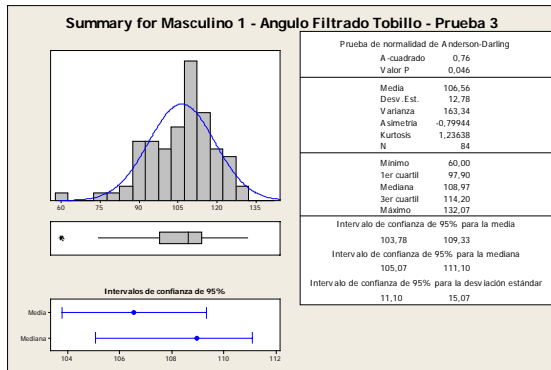 Summary for Masculino 1 - Angulo Filtrado Tobillo - Prueba 3
60 75 90 105 120 135
Intervalos de confianza de 95%
Media
Mediana
104 106 108 110 112
Prueba de normalidad de Anderson-Darling
A-cuadrado 0,76
Valor P 0,046
Media 106,56
Desv.Est. 12,78
Varianza 163,34
Asimetría -0,79944
Kurtosis 1,23638
N 84
Mínimo 60,00
1er cuartil 97,90
Mediana 108,97
3er cuartil 114,20
Máximo 132,07
Intervalo de confianza de 95% para la media
103,78 109,33
Intervalo de confianza de 95% para la mediana
105,07 111,10
Intervalo de confianza de 95% para la desviación estándar
11,10 15,07